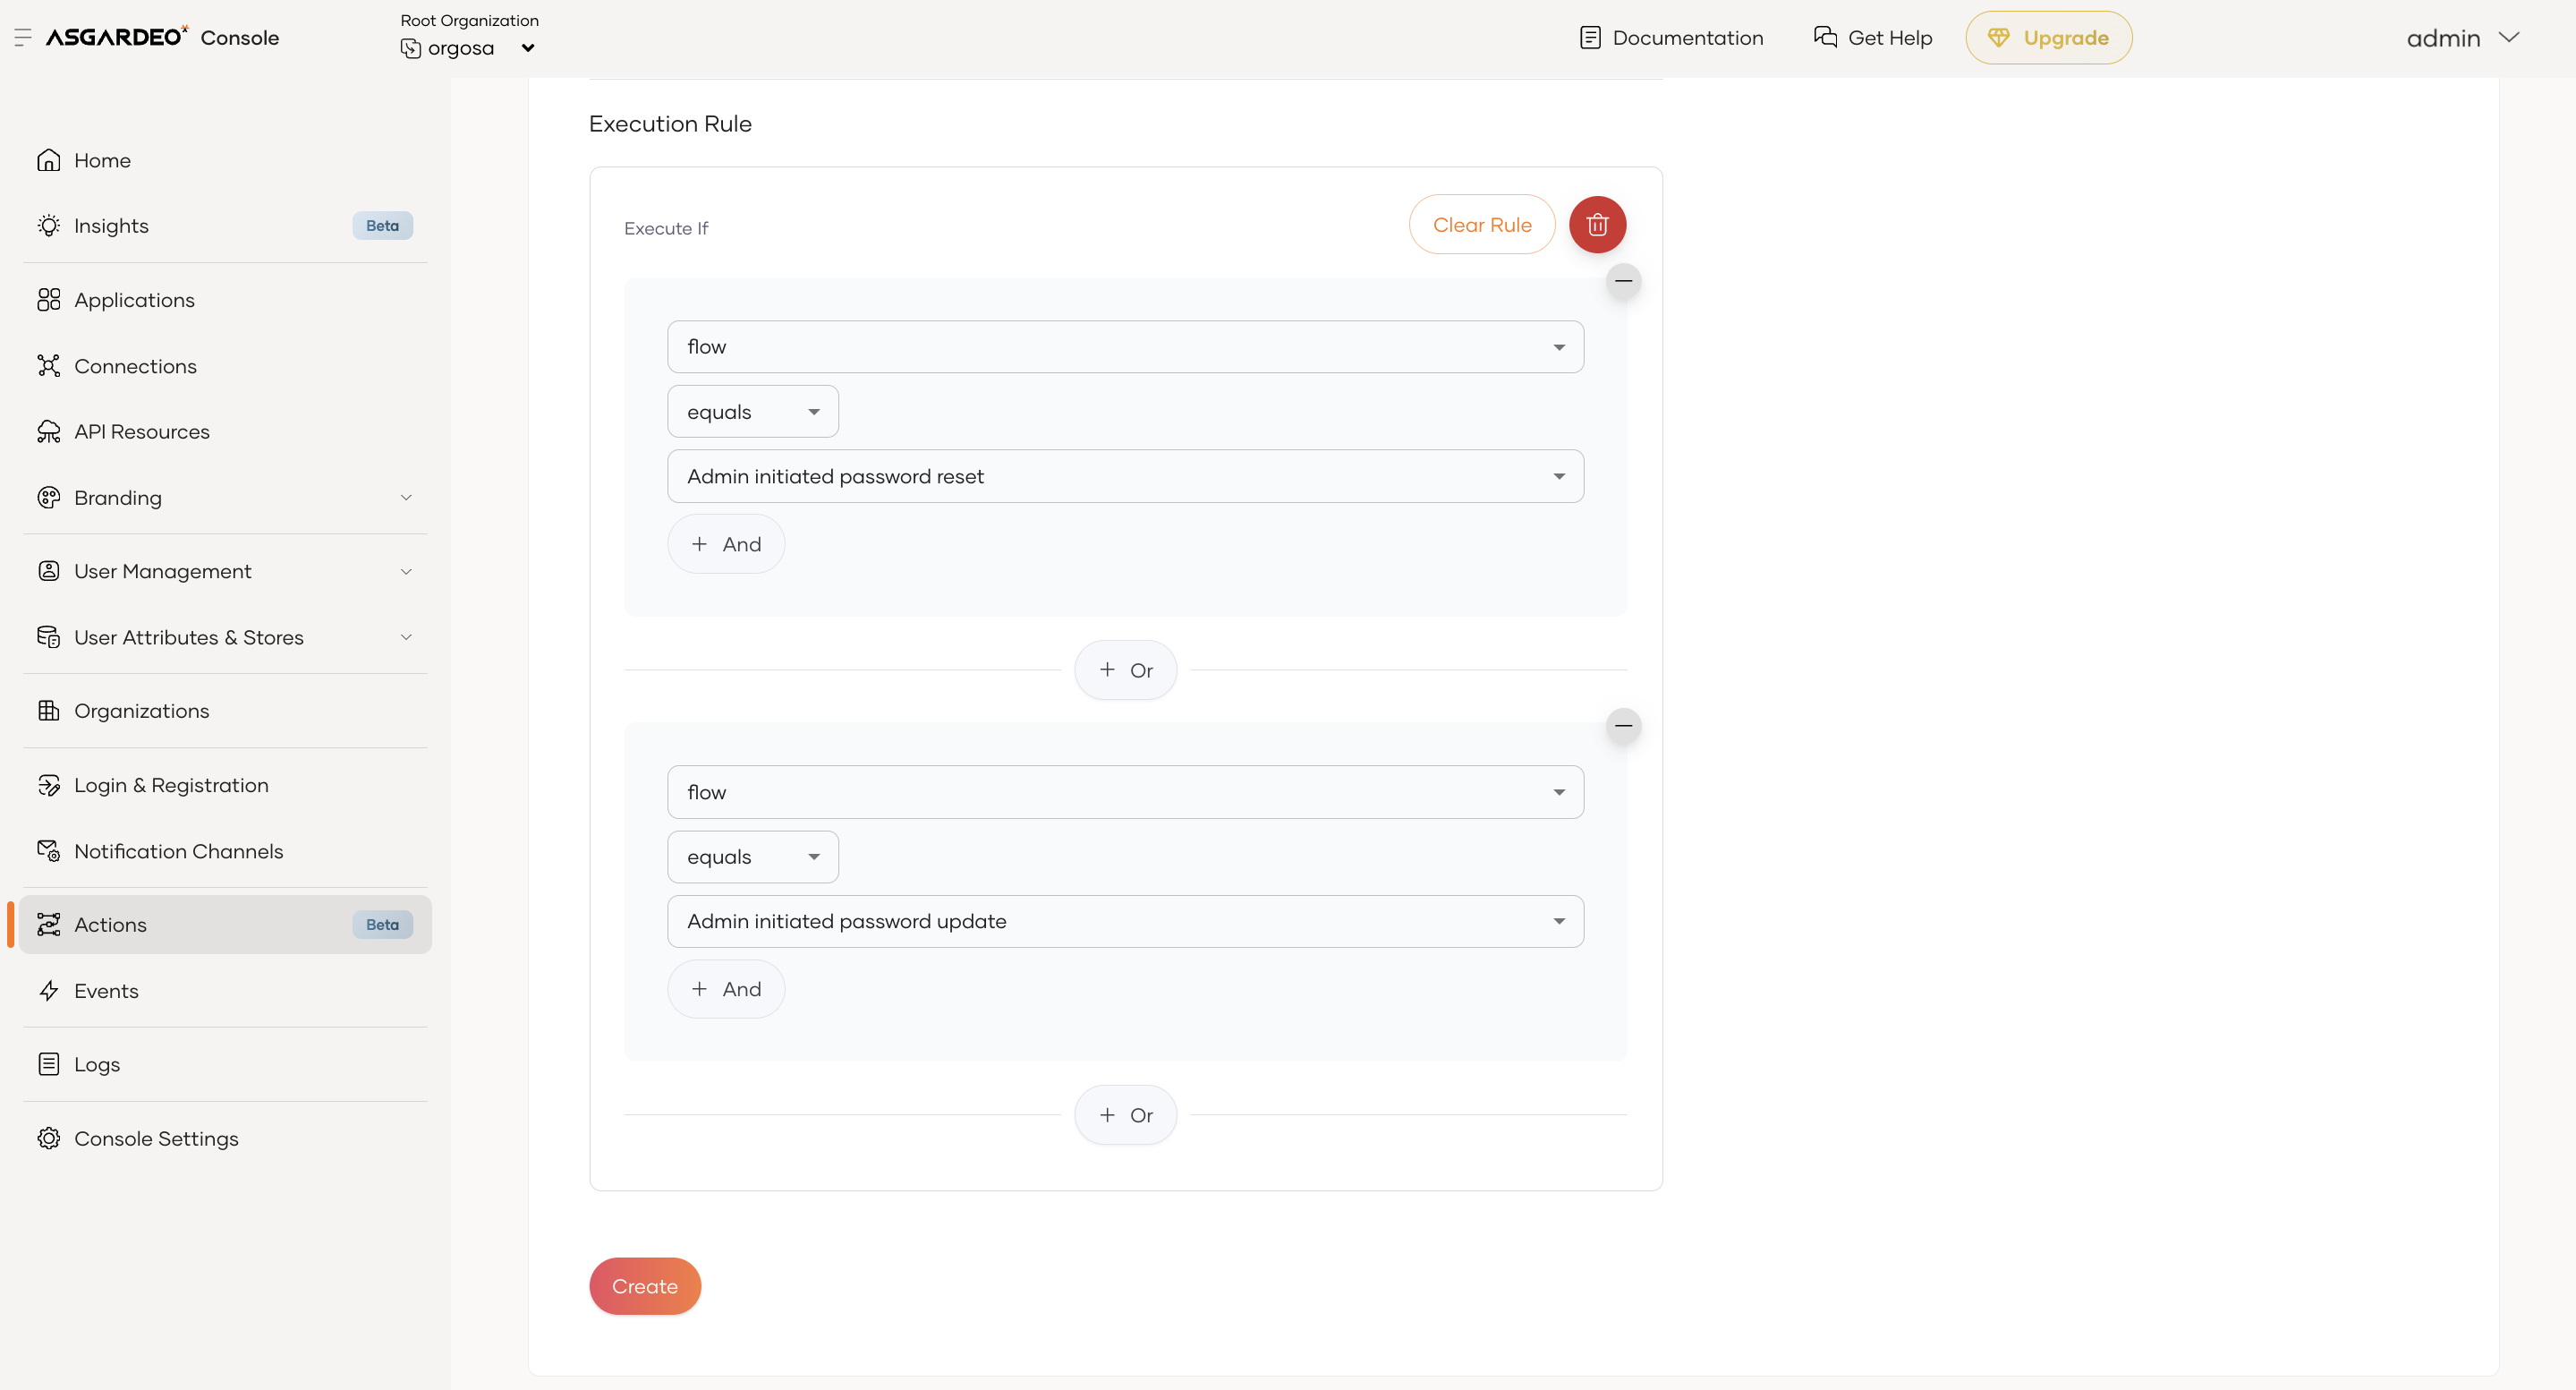 ASGARDEO Console
Root Organization
orgosa
Documentation
Get Help
Upgrade
admin
Home
Insights Beta
Applications
Connections
API Resources
Branding
User Management
User Attributes & Stores
Organizations
Login & Registration
Notification Channels
Actions Beta
Events
Logs
Console Settings
Execution Rule
Execute If
Clear Rule
flow
equals
Admin initiated password reset
+ And
+ Or
flow
equals
Admin initiated password update
+ And
+ Or
Create